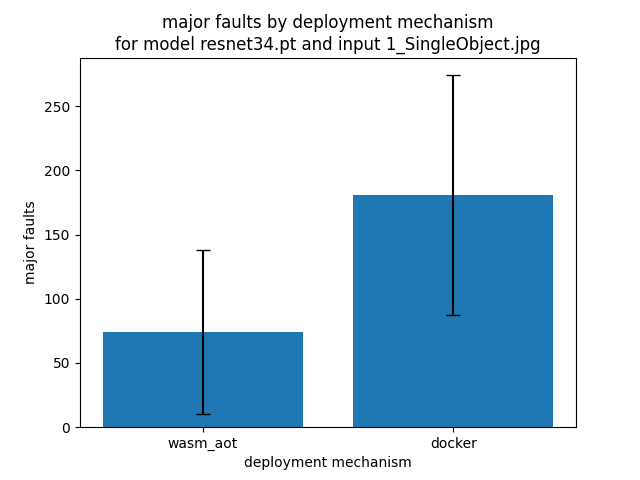 major faults by deployment mechanism
for model resnet34.pt and input 1_SingleObject.jpg
250
200
150
100
50
0
major faults
wasm_aot docker
deployment mechanism